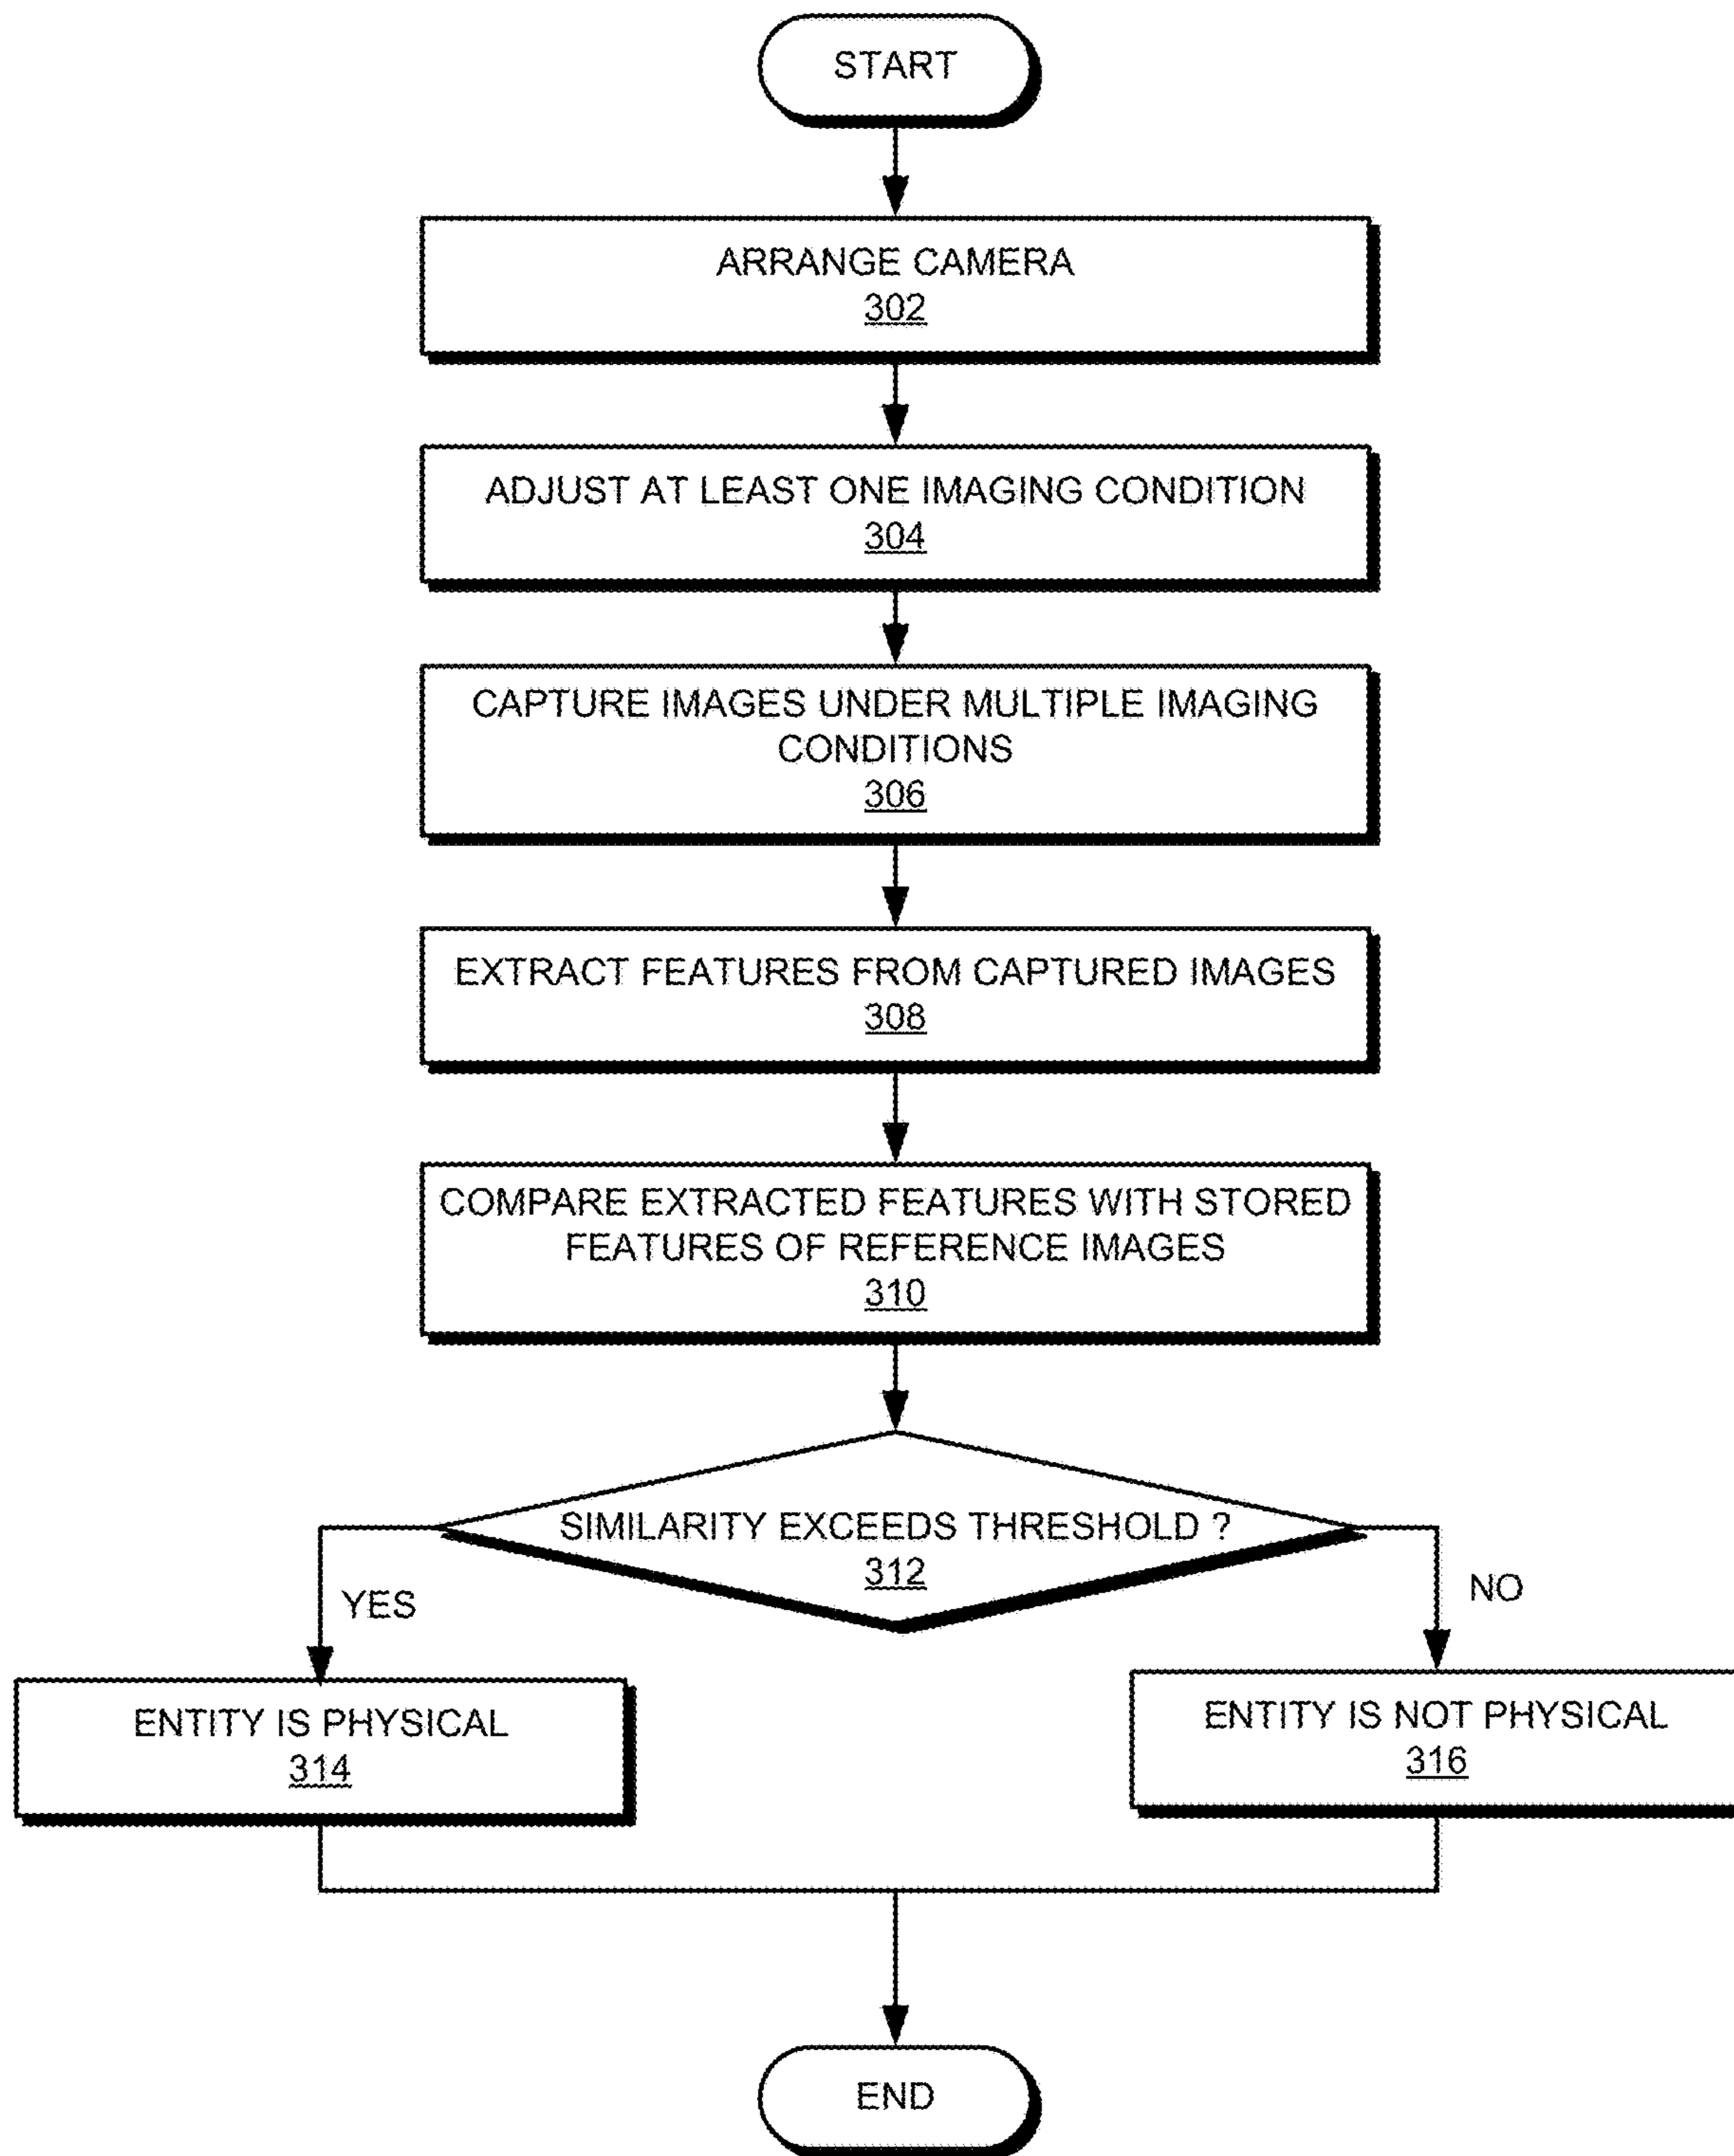 START
ARRANGE CAMERA
302
ADJUST AT LEAST ONE IMAGING CONDITION
304
CAPTURE IMAGES UNDER MULTIPLE IMAGING
CONDITIONS
306
EXTRACT FEATURES FROM CAPTURED IMAGES
308
COMPARE EXTRACTED FEATURES WITH STORED
FEATURES OF REFERENCE IMAGES
310
SIMILARITY EXCEEDS THRESHOLD ?
312
YES
NO
ENTITY IS PHYSICAL
314
ENTITY IS NOT PHYSICAL
316
END